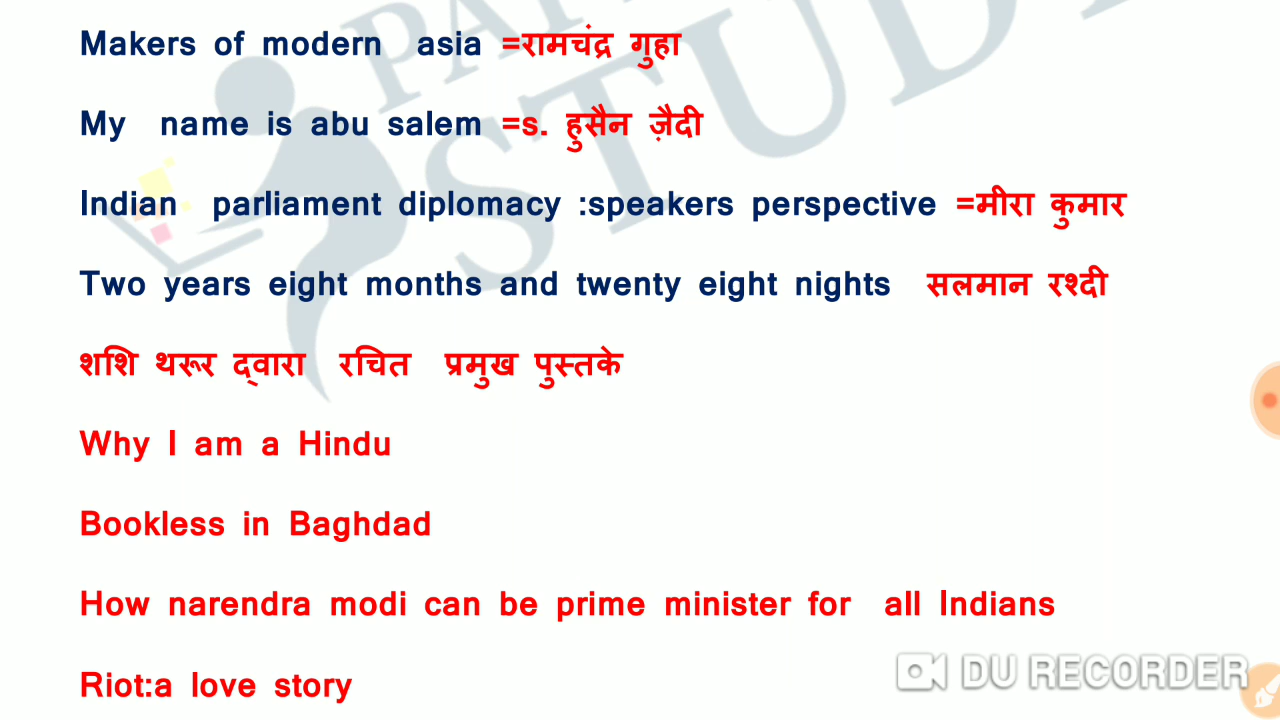 Makers of modern asia =रामचंद्र गुहा
My name is abu salem =s. हुसैन ज़ैदी
Indian parliament diplomacy :speakers perspective =मीरा कुमार
Two years eight months and twenty eight nights सलमान रश्दी
शशि थरूर द्वारा रचित प्रमुख पुस्तके
Why I am a Hindu
Bookless in Baghdad
How narendra modi can be prime minister for all Indians
Riot:a love story
DU RECORDER